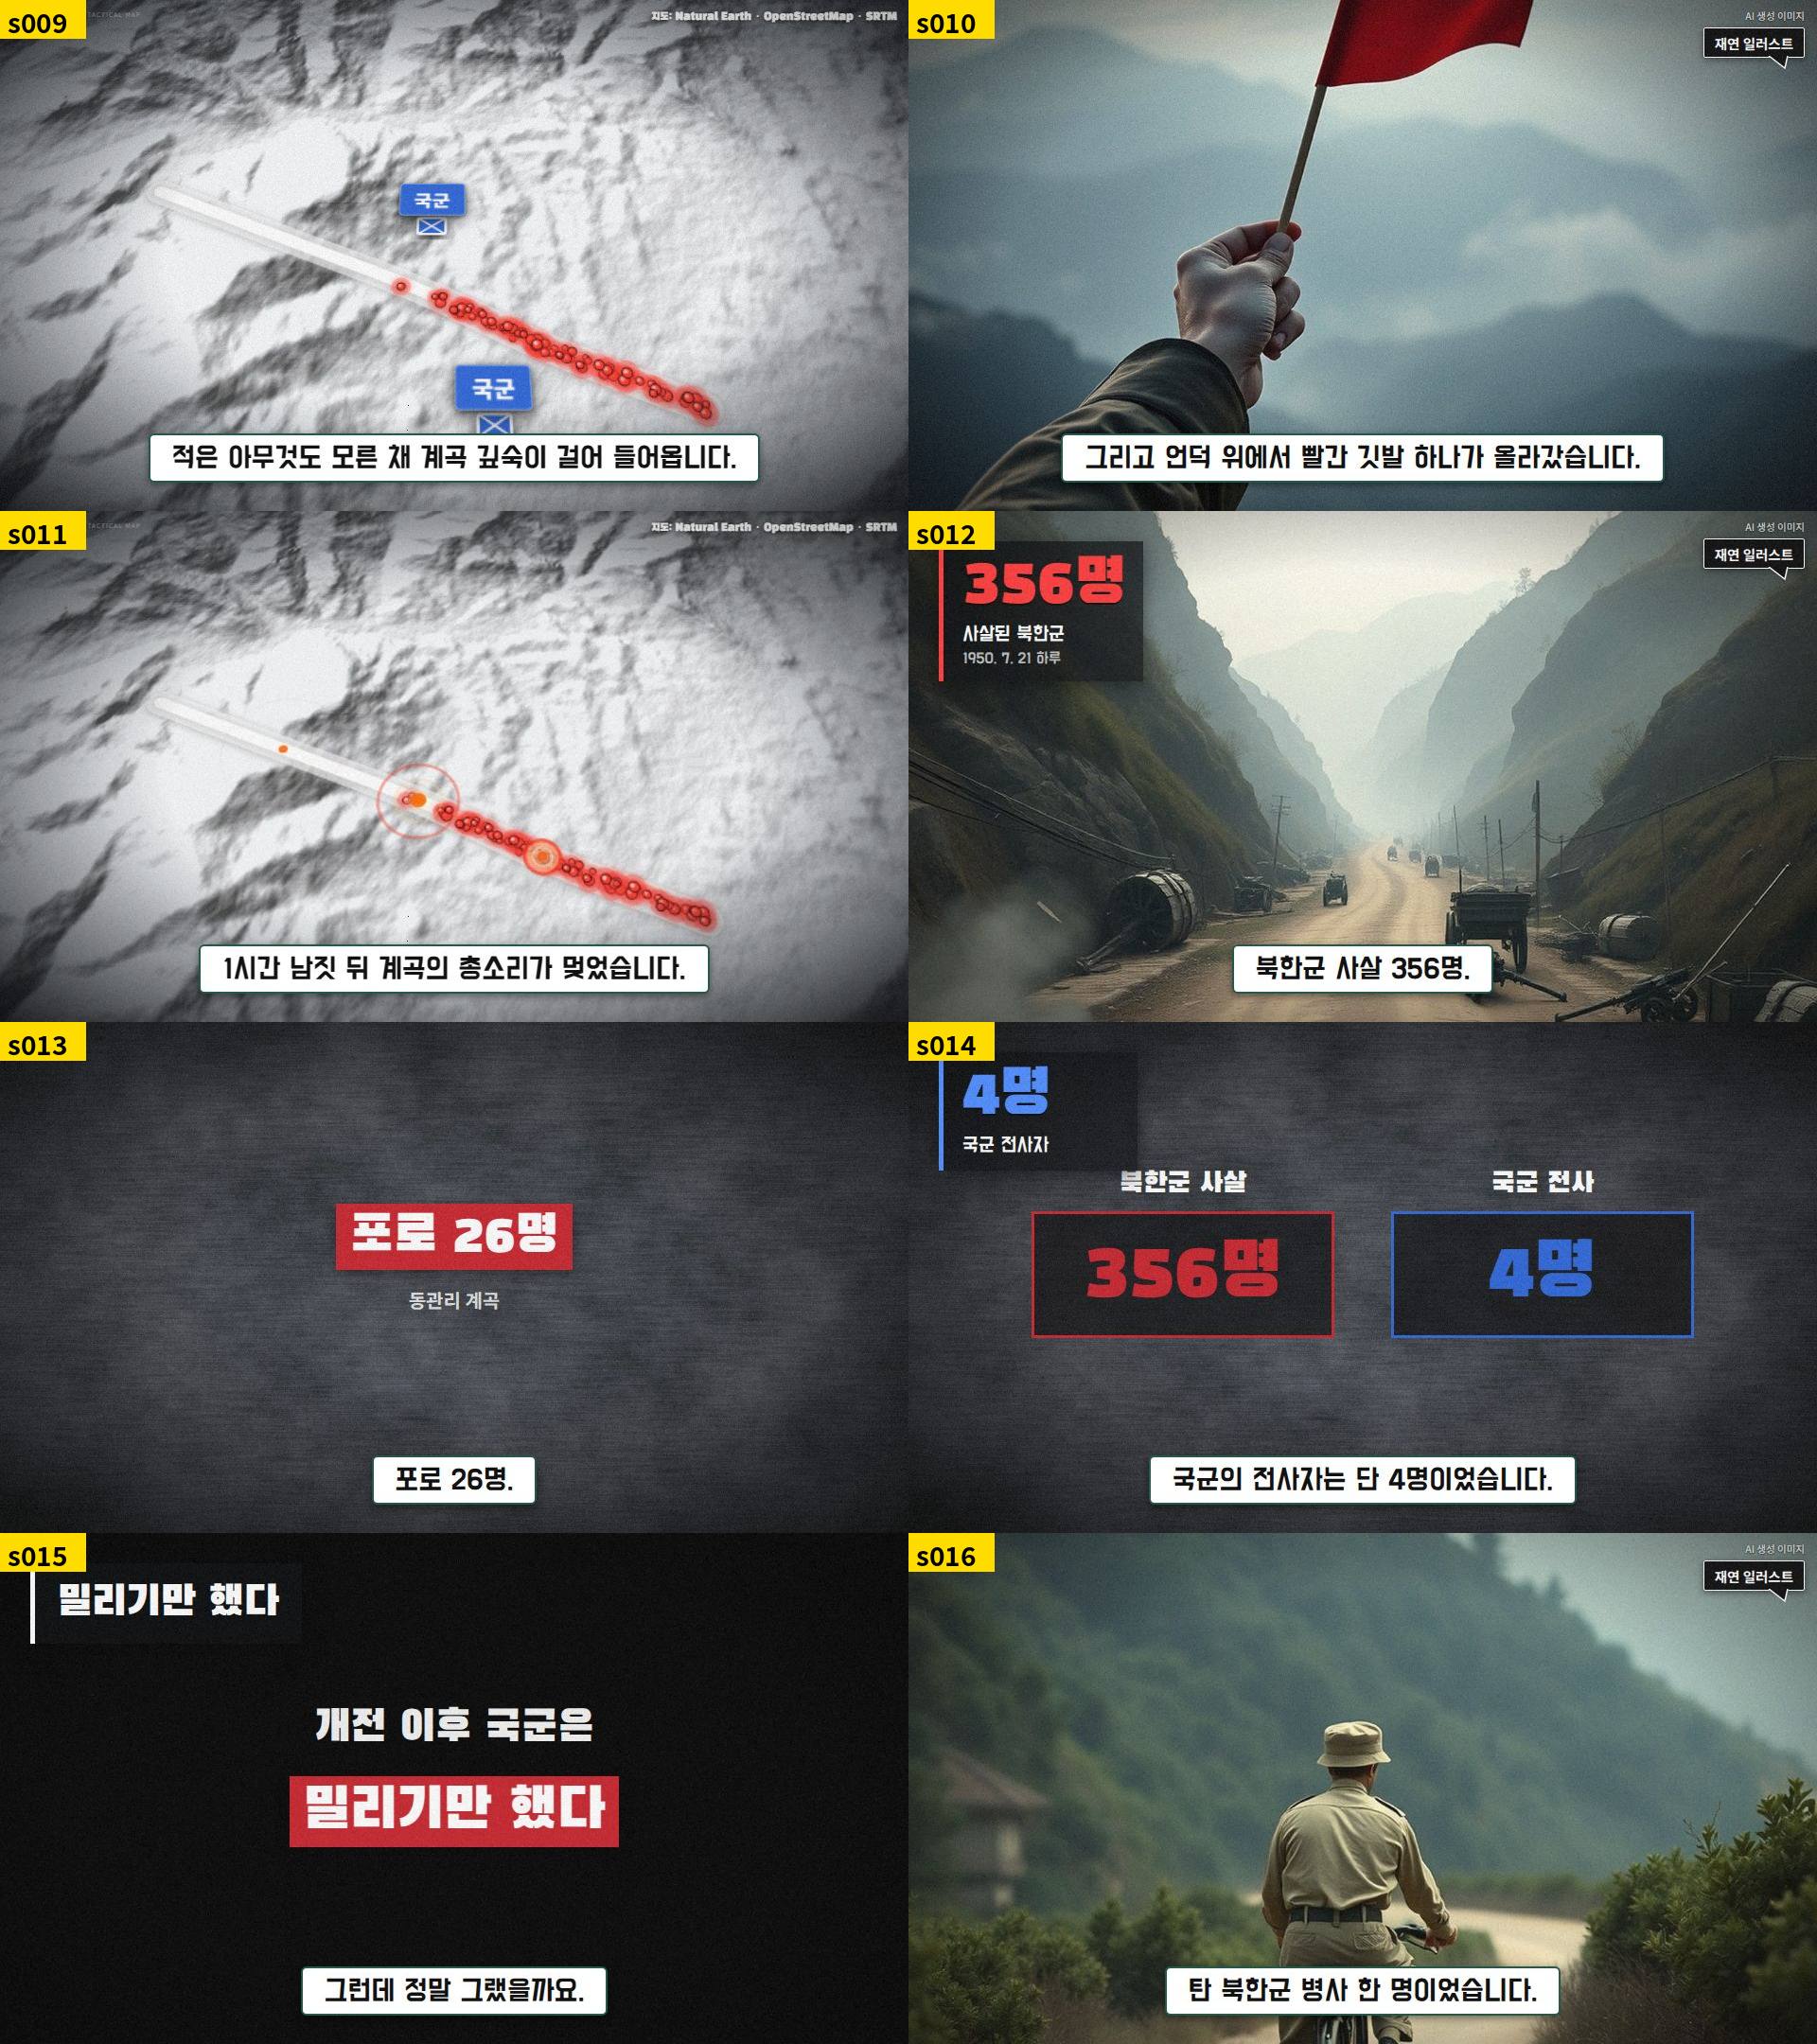 s009
TACTICAL MAP
지도: Natural Earth · OpenStreetMap · SRTM
국군
국군
적은 아무것도 모른 채 계곡 깊숙이 걸어 들어옵니다.
s010
AI 생성 이미지
재연 일러스트
그리고 언덕 위에서 빨간 깃발 하나가 올라갔습니다.
s011
TACTICAL MAP
지도: Natural Earth · OpenStreetMap · SRTM
1시간 남짓 뒤 계곡의 총소리가 멎었습니다.
s012
AI 생성 이미지
재연 일러스트
356명
사살된 북한군
1950. 7. 21 하루
북한군 사살 356명.
s013
포로 26명
동관리 계곡
포로 26명.
s014
4명
국군 전사자
북한군 사살
국군 전사
356명
4명
국군의 전사자는 단 4명이었습니다.
s015
밀리기만 했다
개전 이후 국군은
밀리기만 했다
그런데 정말 그랬을까요.
s016
AI 생성 이미지
재연 일러스트
탄 북한군 병사 한 명이었습니다.